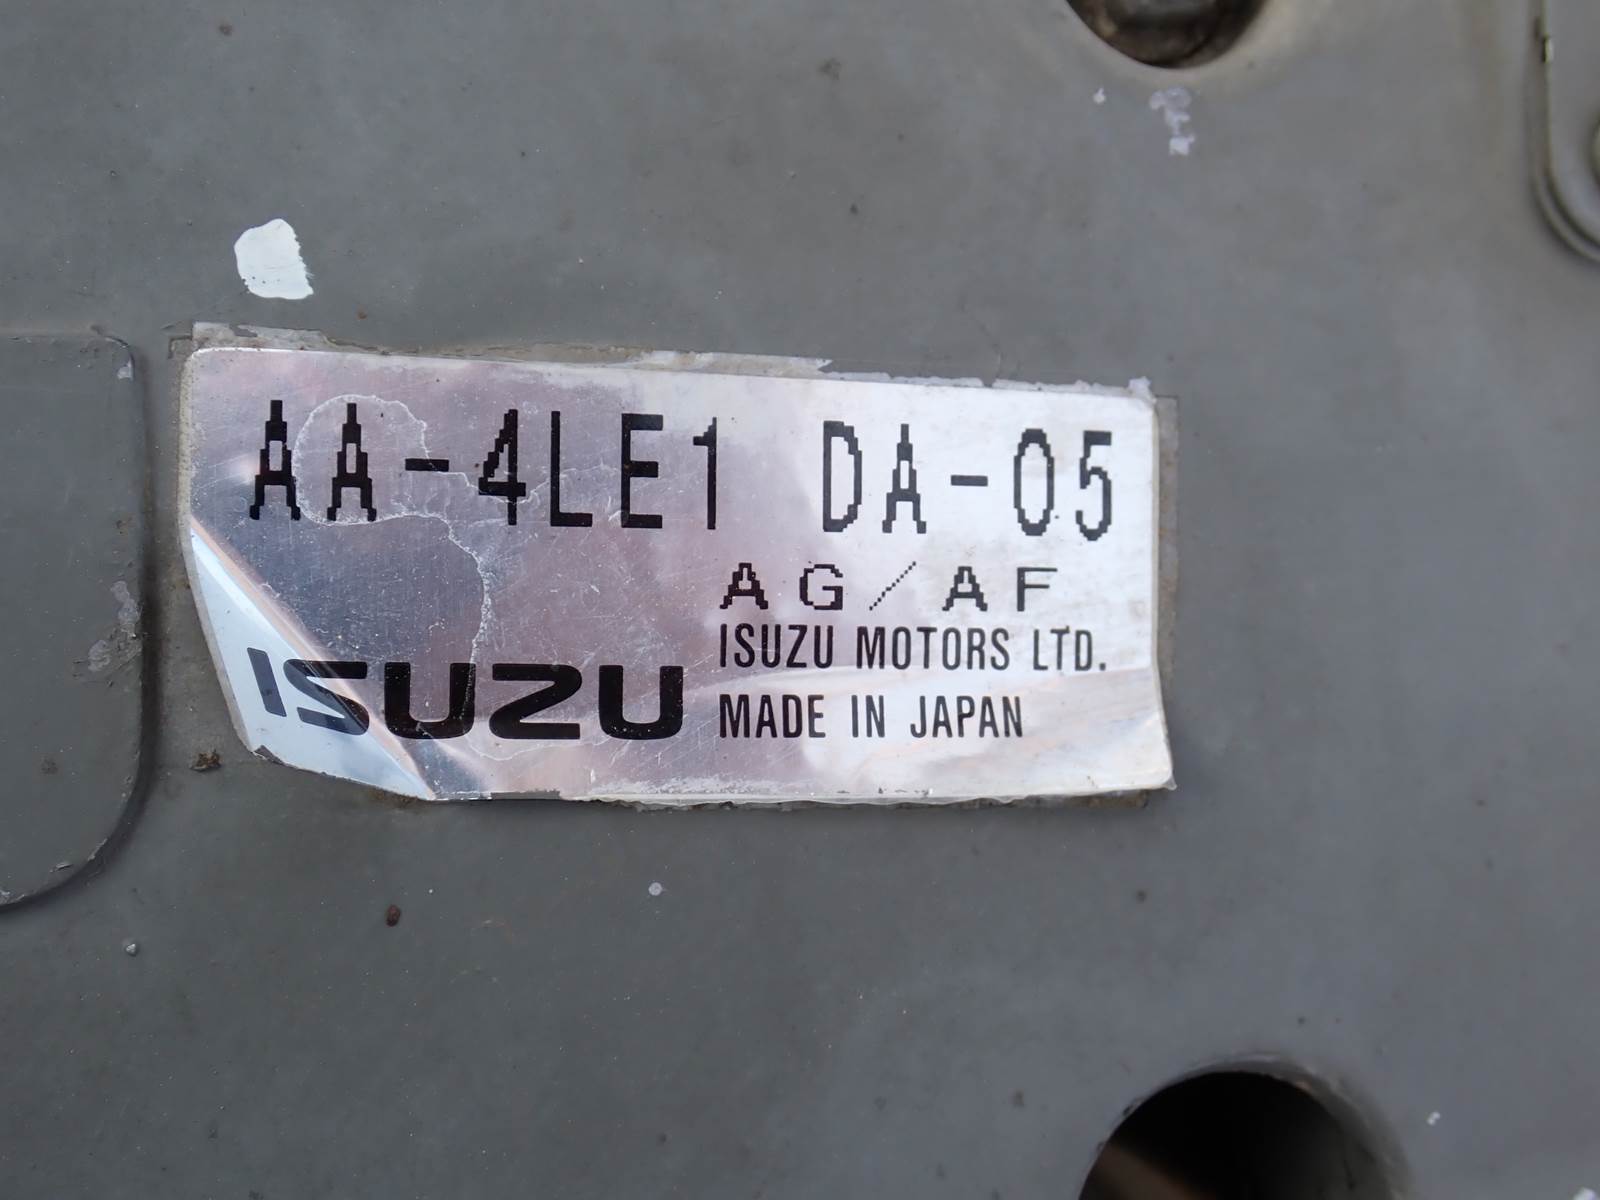 AA-4LE1 DA-05
AG/AF
ISUZU MOTORS LTD.
ISUZU MADE IN JAPAN